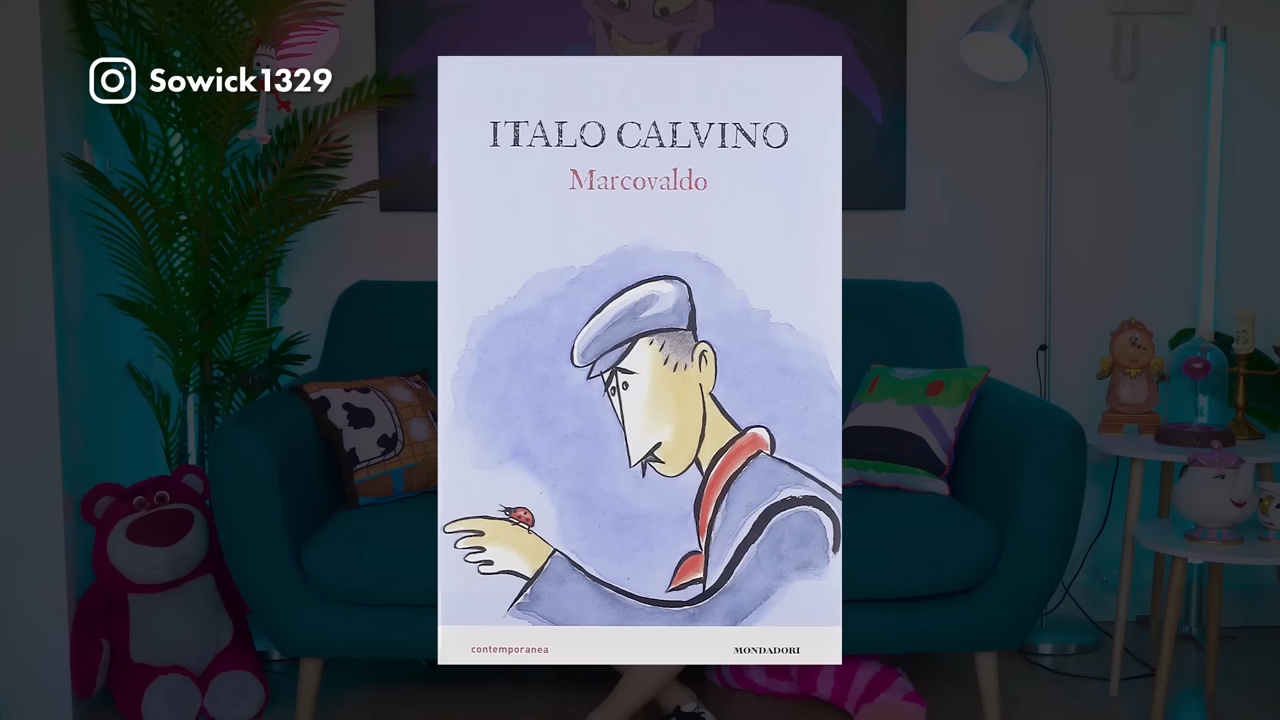 Sowick1329
ITALO CALVINO
Marcovaldo
contemporanea
MONDADORI